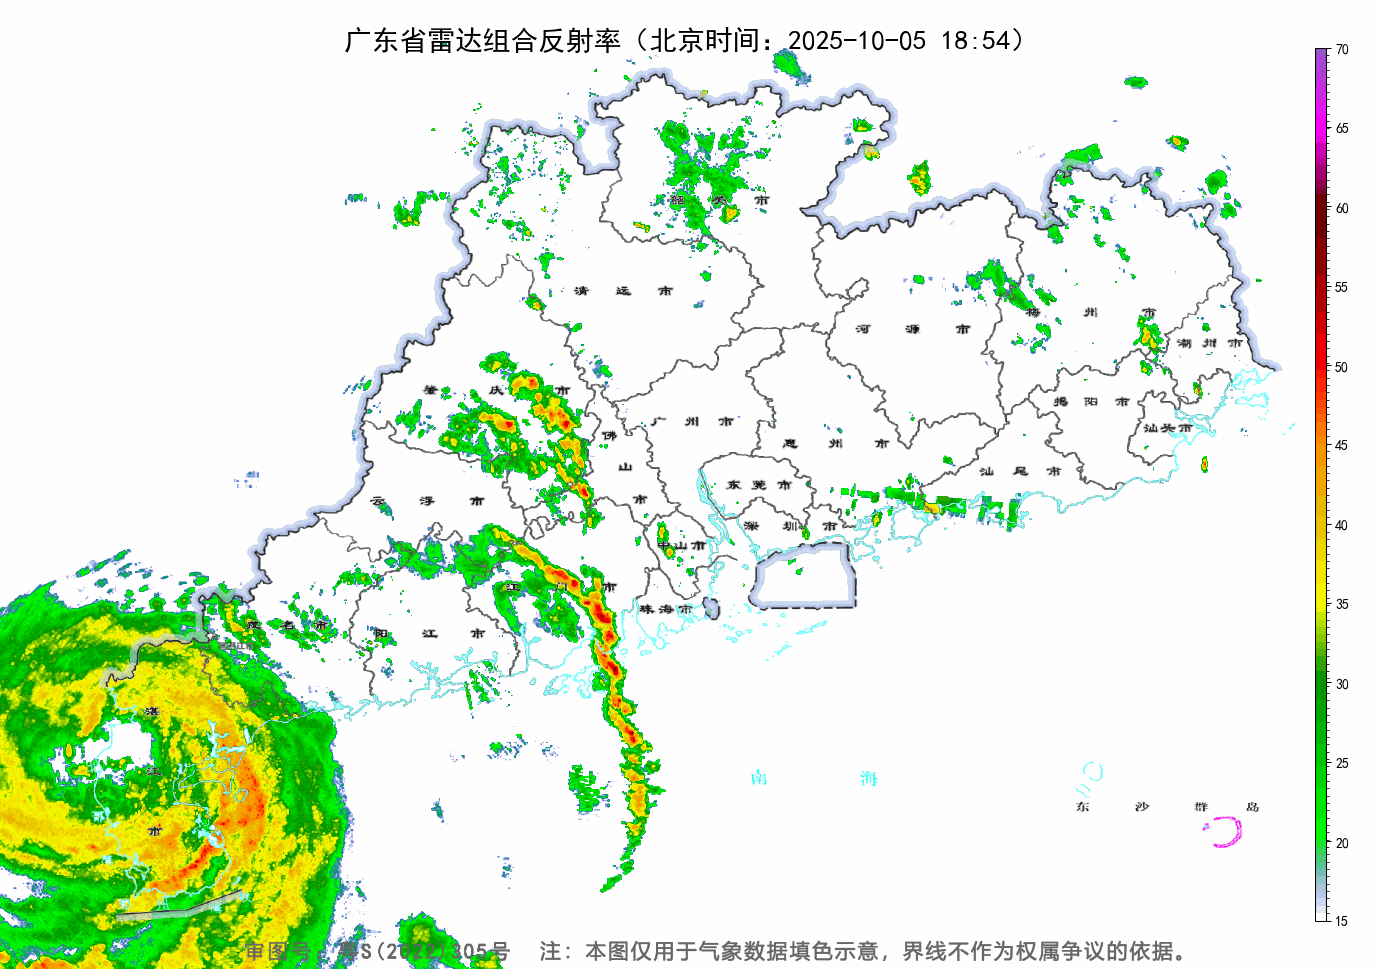 广东省雷达组合反射率（北京时间：2025-10-05 18:54）
70
65
60
55
50
45
40
35
30
25
20
15
韶关市
清远市
河源市
梅州市
潮州市
肇庆市
广州市
佛山市
惠州市
揭阳市
汕头市
汕尾市
东莞市
云浮市
深圳市
中山市
江门市
珠海市
茂名市
阳江市
湛江市
南海
东沙群岛
审图号：粤S(2022)305号 注：本图仅用于气象数据填色示意，界线不作为权属争议的依据。